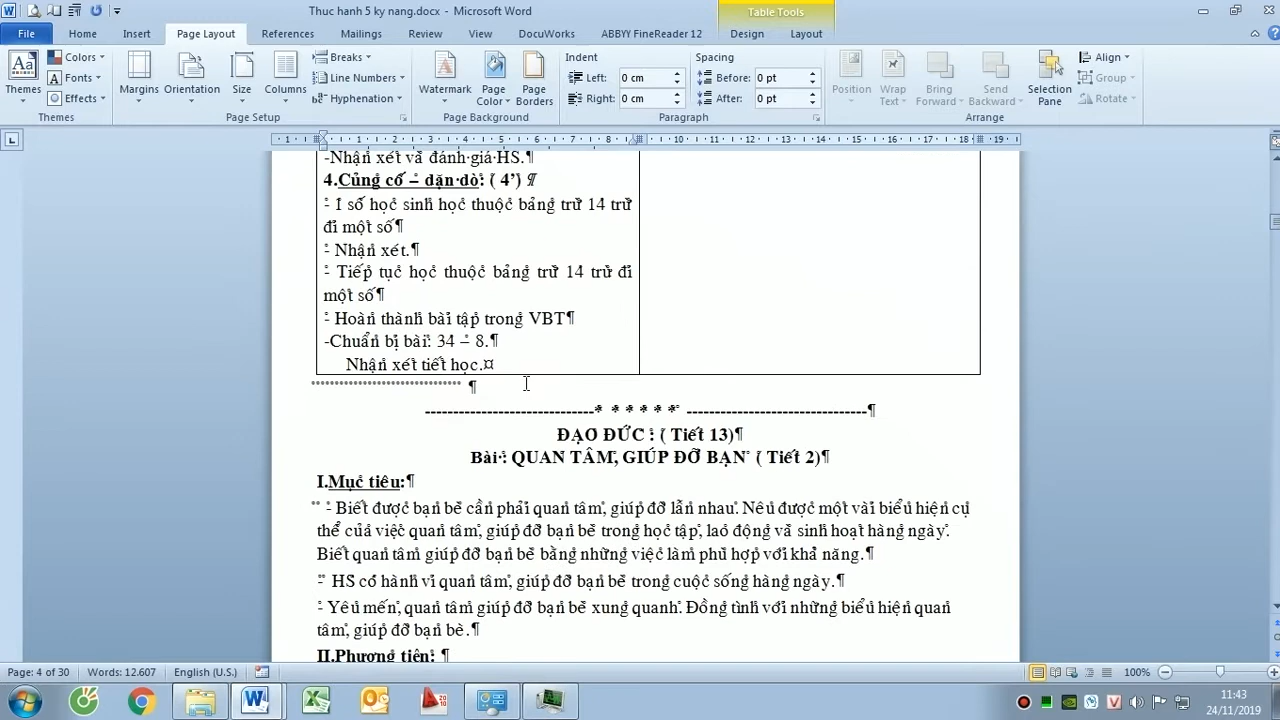 Thuc hanh 5 ky nang.docx - Microsoft Word
Table Tools
File Home Insert Page Layout References Mailings Review View DocuWorks ABBYY FineReader 12 Design Layout
Themes
Colors
Fonts
Effects
Themes
Margins
Orientation
Size
Columns
Breaks
Line Numbers
Hyphenation
Page Setup
Watermark
Page Color
Page Borders
Page Background
Indent
Left: 0 cm
Right: 0 cm
Spacing
Before: 0 pt
After: 0 pt
Paragraph
Position
Wrap Text
Bring Forward
Send Backward
Selection Pane
Align
Group
Rotate
Arrange
-Nhận xét và đánh giá HS.¶
4.Củng cố – dặn dò: ( 4’) ¶
- 1 số học sinh học thuộc bảng trừ 14 trừ
đi một số¶
- Nhận xét.¶
- Tiếp tục học thuộc bảng trừ 14 trừ đi
một số¶
- Hoàn thành bài tập trong VBT¶
-Chuẩn bị bài: 34 – 8.¶
Nhận xét tiết học.¤
¶
------------------------------* * * * * * --------------------------------¶
ĐẠO ĐỨC : ( Tiết 13)¶
Bài : QUAN TÂM, GIÚP ĐỠ BẠN ( Tiết 2)¶
I.Mục tiêu:¶
- Biết được bạn bè cần phải quan tâm, giúp đỡ lẫn nhau. Nêu được một vài biểu hiện cụ
thể của việc quan tâm, giúp đỡ bạn bè trong học tập, lao động và sinh hoạt hàng ngày.
Biết quan tâm giúp đỡ bạn bè bằng những việc làm phù hợp với khả năng.¶
- HS có hành vi quan tâm, giúp đỡ bạn bè trong cuộc sống hàng ngày.¶
- Yêu mến, quan tâm giúp đỡ bạn bè xung quanh. Đồng tình với những biểu hiện quan
tâm, giúp đỡ bạn bè.¶
II.Phương tiện: ¶
Page: 4 of 30 Words: 12.607 English (U.S.) 100%
11:43
24/11/2019